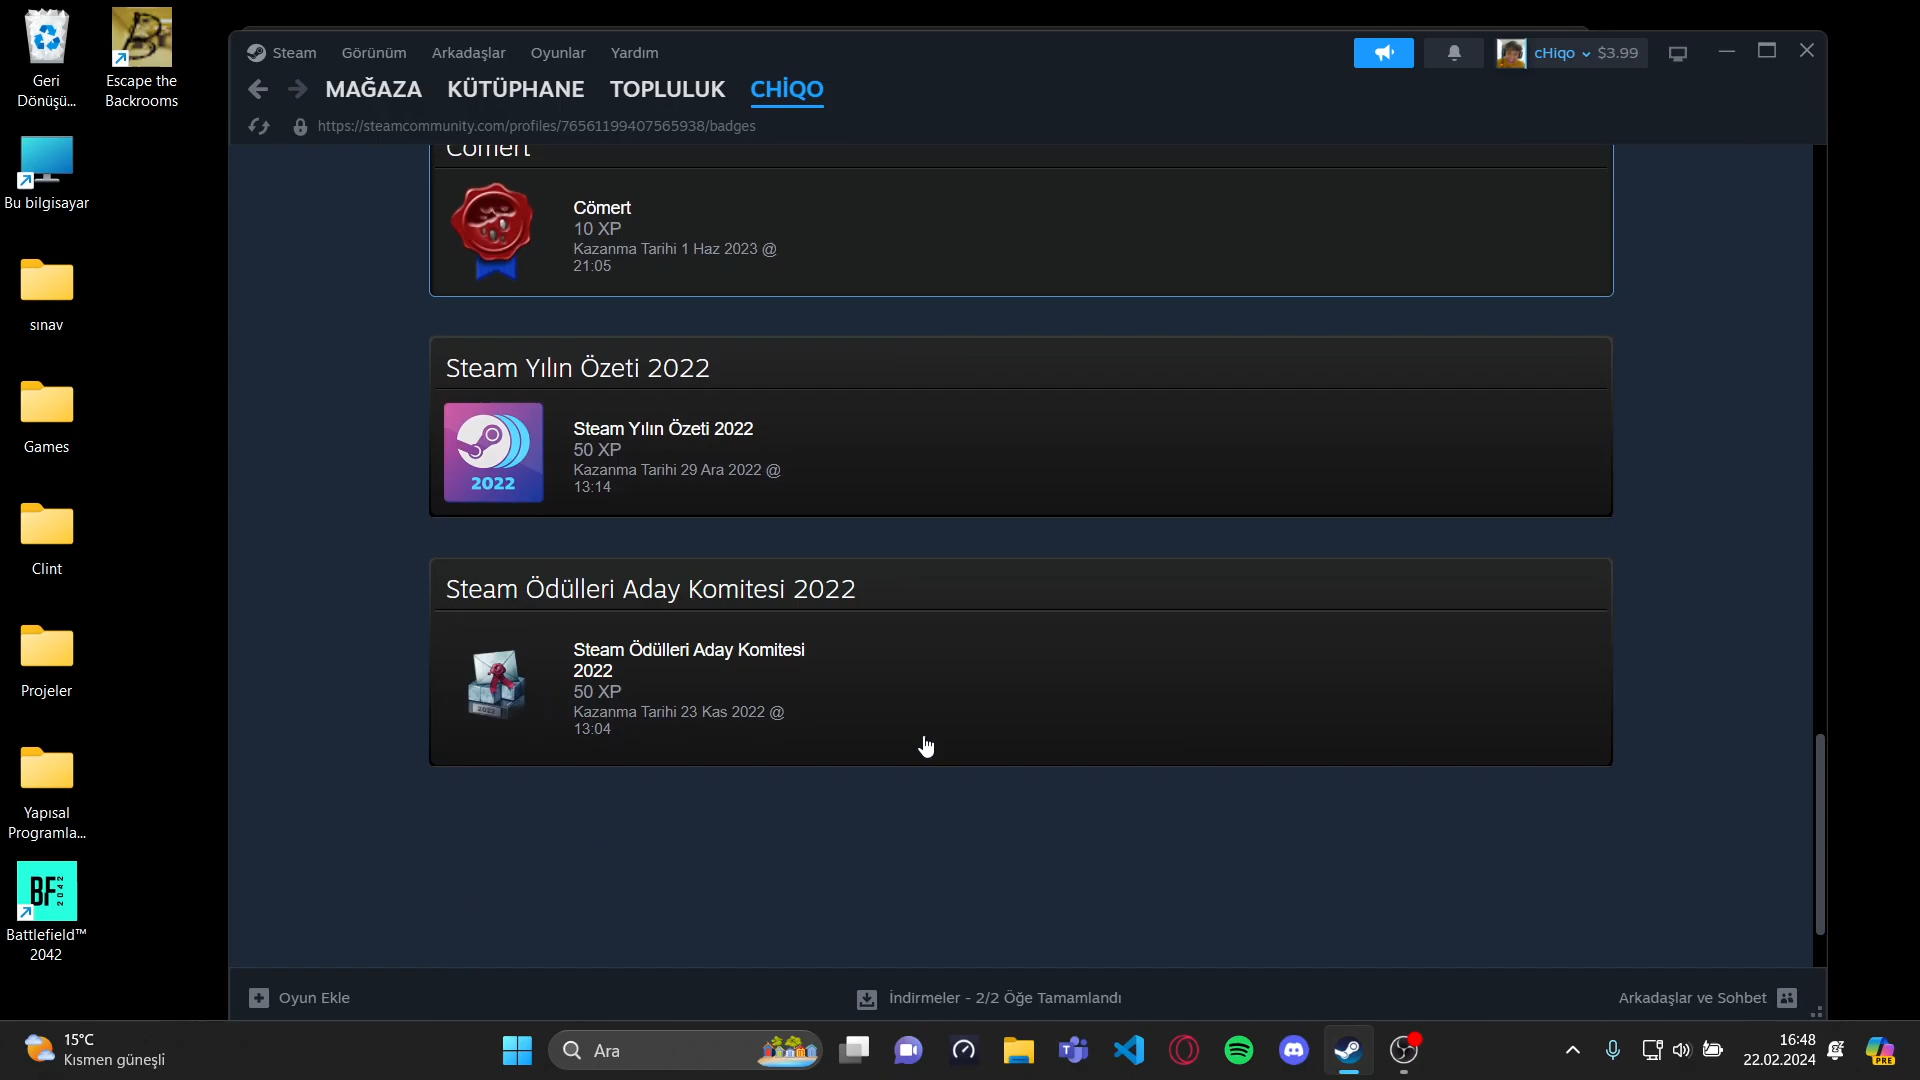 Geri
Dönüşü...
Escape the
Backrooms
Bu bilgisayar
sınav
Games
Clint
Projeler
Yapısal
Programla...
BF
2042
Battlefield™
2042
Steam
Görünüm
Arkadaşlar
Oyunlar
Yardım
cHiqo
$3.99
MAĞAZA
KÜTÜPHANE
TOPLULUK
CHİQO
https://steamcommunity.com/profiles/76561199407565938/badges
Cömert
Cömert
10 XP
Kazanma Tarihi 1 Haz 2023 @
21:05
Steam Yılın Özeti 2022
2022
Steam Yılın Özeti 2022
50 XP
Kazanma Tarihi 29 Ara 2022 @
13:14
Steam Ödülleri Aday Komitesi 2022
2022
Steam Ödülleri Aday Komitesi
2022
50 XP
Kazanma Tarihi 23 Kas 2022 @
13:04
Oyun Ekle
İndirmeler - 2/2 Öğe Tamamlandı
Arkadaşlar ve Sohbet
15°C
Kısmen güneşli
Ara
16:48
22.02.2024
PRE